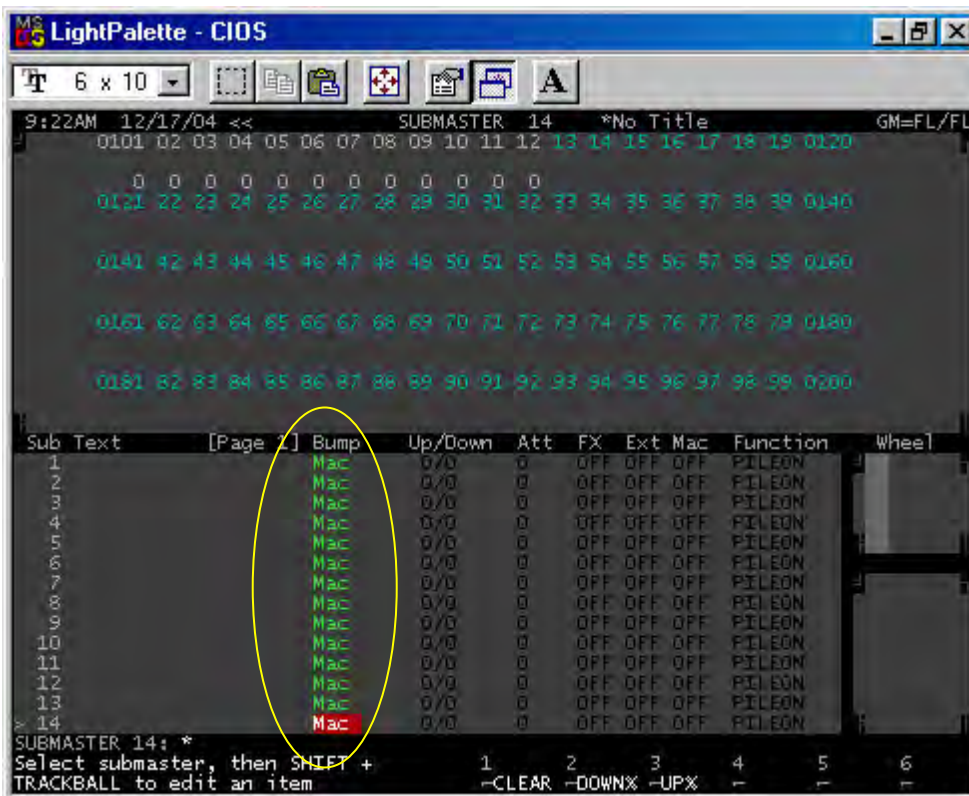 LightPalette - CIOS
6 x 10
A
9:22AM 12/17/04 << SUBMASTER 14 *No Title GM=FL/FL
0101 02 03 04 05 06 07 08 09 10 11 12 13 14 15 16 17 18 19 0120
0 0 0 0 0 0 0 0 0 0 0 0
0121 22 23 24 25 26 27 28 29 30 31 32 33 34 35 36 37 38 39 0140
0141 42 43 44 45 46 47 48 49 50 51 52 53 54 55 56 57 58 59 0160
0161 62 63 64 65 66 67 68 69 70 71 72 73 74 75 76 77 78 79 0180
0181 82 83 84 85 86 87 88 89 90 91 92 93 94 95 96 97 98 99 0200
Sub Text [Page 1] Bump Up/Down Att FX Ext Mac Function Wheel
1 Mac 0/0 0 OFF OFF OFF PILEON
2 Mac 0/0 0 OFF OFF OFF PILEON
3 Mac 0/0 0 OFF OFF OFF PILEON
4 Mac 0/0 0 OFF OFF OFF PILEON
5 Mac 0/0 0 OFF OFF OFF PILEON
6 Mac 0/0 0 OFF OFF OFF PILEON
7 Mac 0/0 0 OFF OFF OFF PILEON
8 Mac 0/0 0 OFF OFF OFF PILEON
9 Mac 0/0 0 OFF OFF OFF PILEON
10 Mac 0/0 0 OFF OFF OFF PILEON
11 Mac 0/0 0 OFF OFF OFF PILEON
12 Mac 0/0 0 OFF OFF OFF PILEON
13 Mac 0/0 0 OFF OFF OFF PILEON
> 14 Mac 0/0 0 OFF OFF OFF PILEON
SUBMASTER 14: *
Select submaster, then SHIFT + 1 2 3 4 5 6
TRACKBALL to edit an item CLEAR DOWN% UP%